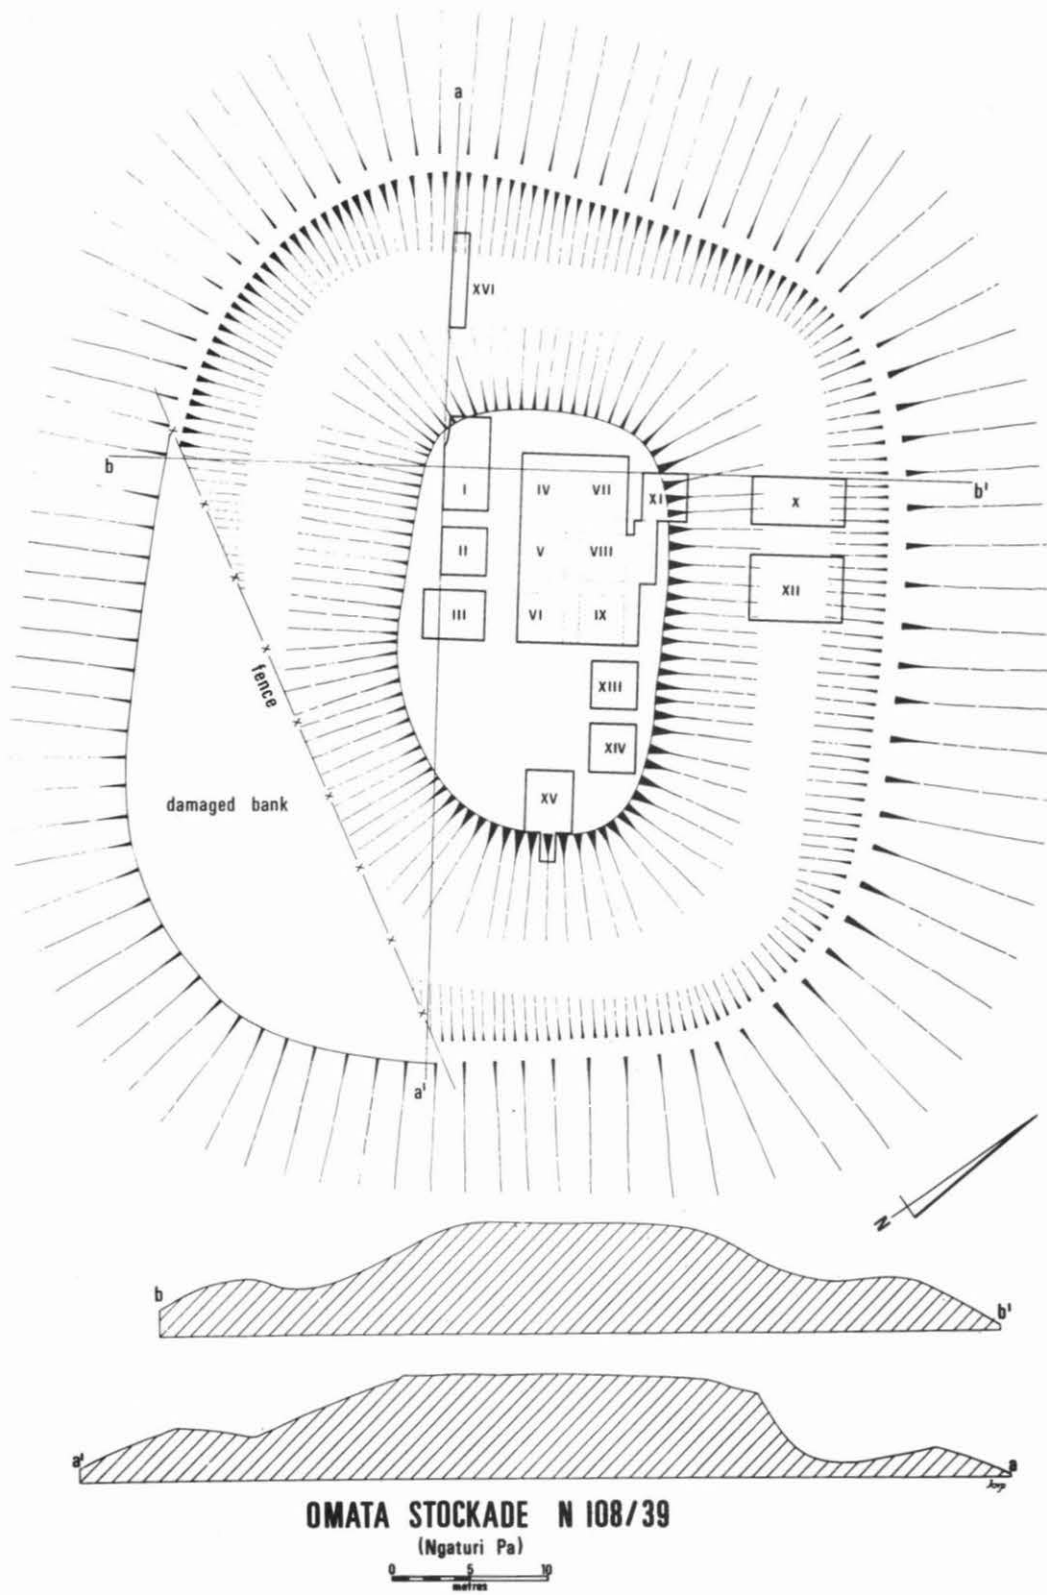 a
XVI
b
b'
I
IV
VII
XI
X
II
V
VIII
XII
III
VI
IX
fence
XIII
XIV
damaged bank
XV
a'
N
b
b'
a'
a
OMATA STOCKADE N 108/39
(Ngaturi Pa)
0 5 10
metres